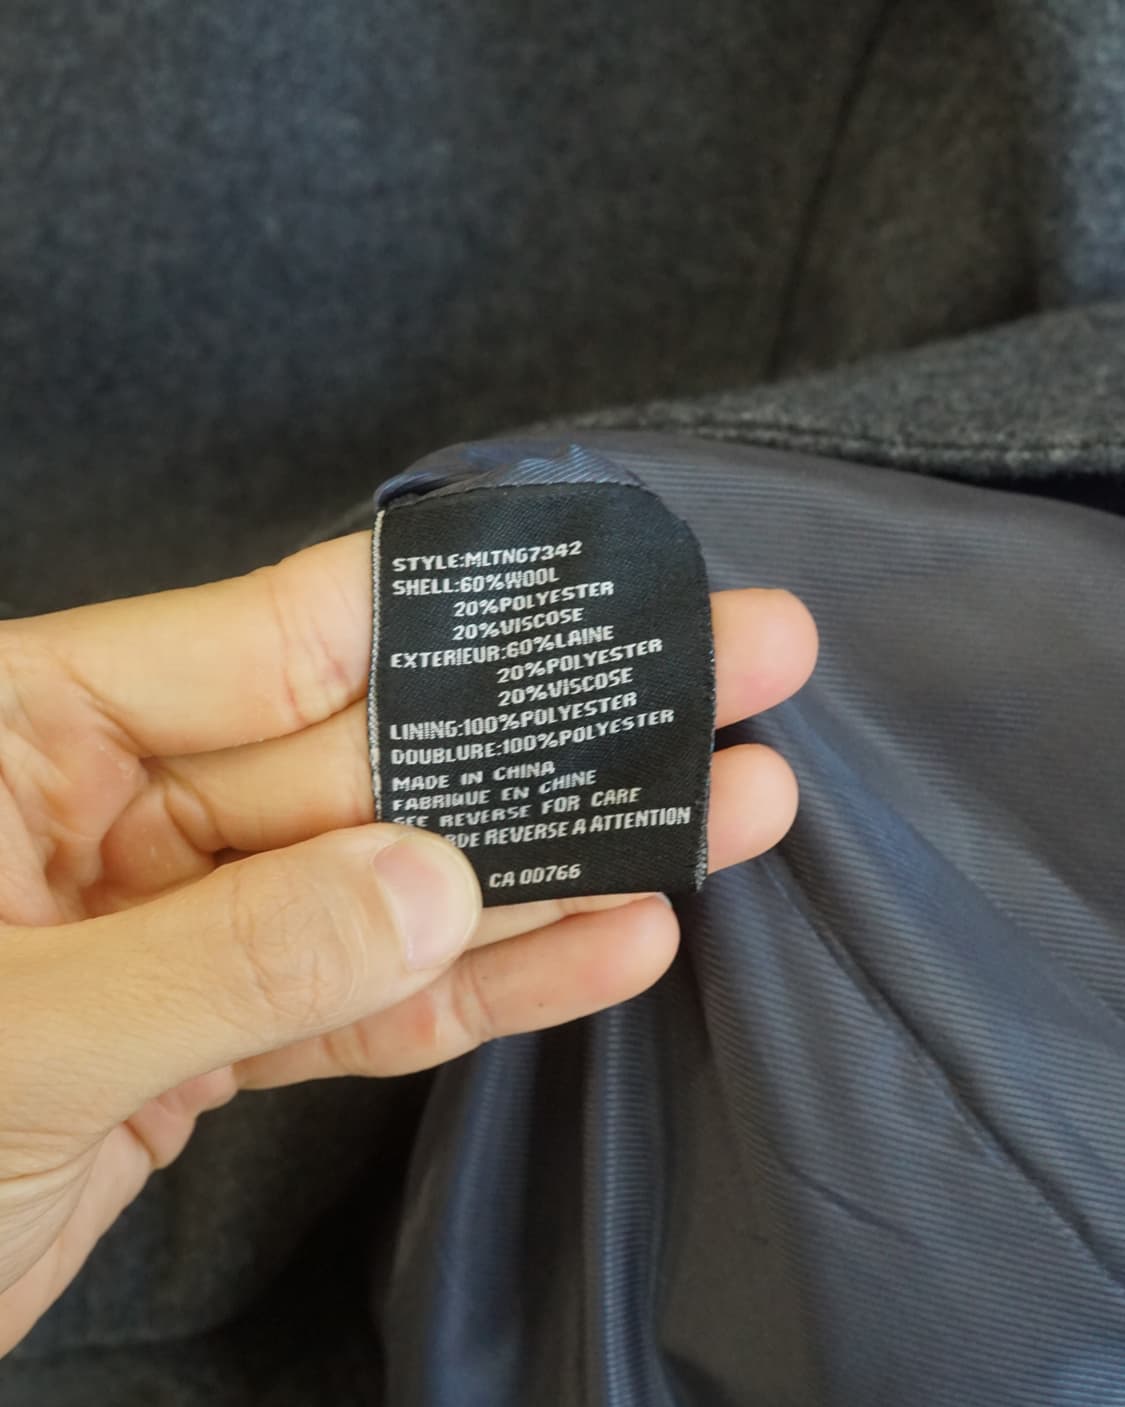 STYLE:MLTNG7342
SHELL:60%WOOL
20%POLYESTER
20%VISCOSE
EXTERIEUR:60%LAINE
20%POLYESTER
20%VISCOSE
LINING:100%POLYESTER
DOUBLURE:100%POLYESTER
MADE IN CHINA
FABRIQUE EN CHINE
SEE REVERSE FOR CARE
REVERSE A ATTENTION
CA 00766